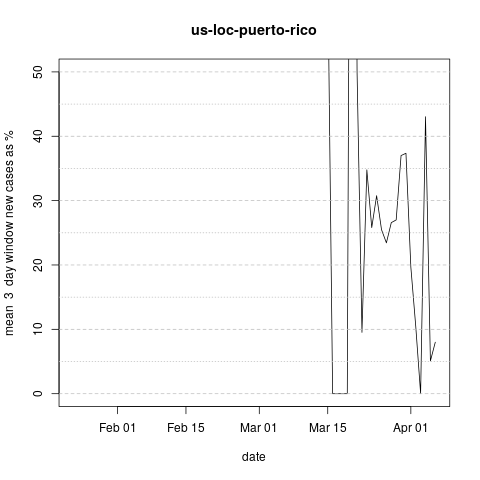 us-loc-puerto-rico
mean 3 day window new cases as %
50
40
30
20
10
0
Feb 01 Feb 15 Mar 01 Mar 15 Apr 01
date